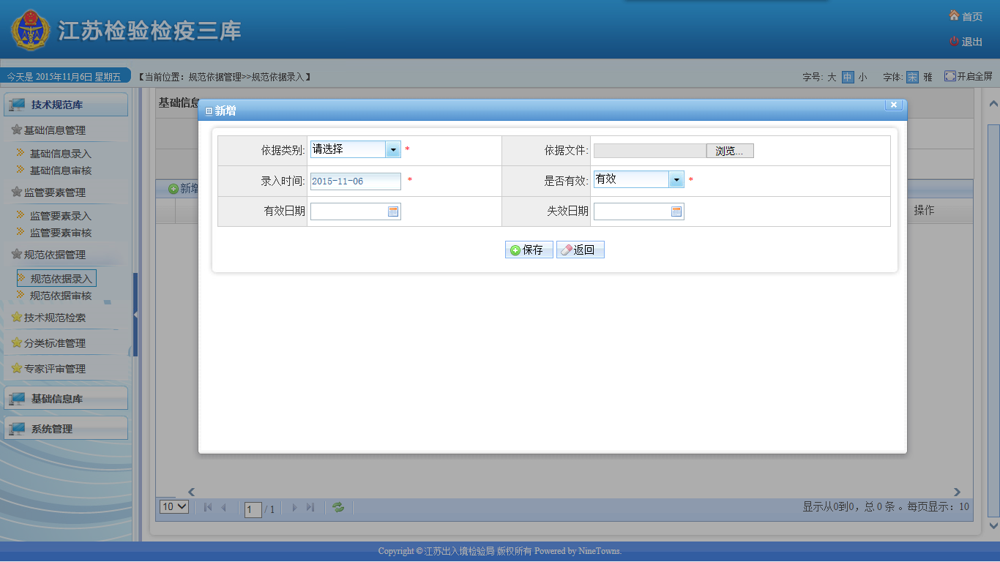 江苏检验检疫三库
首页
退出
今天是 2015年11月6日 星期五
【当前位置：规范依据管理>>规范依据录入】
字号: 大 中 小 字体: 宋 雅 开启全屏
技术规范库
基础信息管理
基础信息录入
基础信息审核
监管要素管理
监管要素录入
监管要素审核
规范依据管理
规范依据录入
规范依据审核
技术规范检索
分类标准管理
专家评审管理
基础信息库
系统管理
基础信息
新增
操作
新增
依据类别: 请选择 * 依据文件: 浏览...
录入时间: 2015-11-06 * 是否有效: 有效 *
有效日期 失效日期
保存 返回
10 1 / 1 显示从0到0，总 0 条 。每页显示：10
Copyright © 江苏出入境检验局 版权所有 Powered by NineTowns.